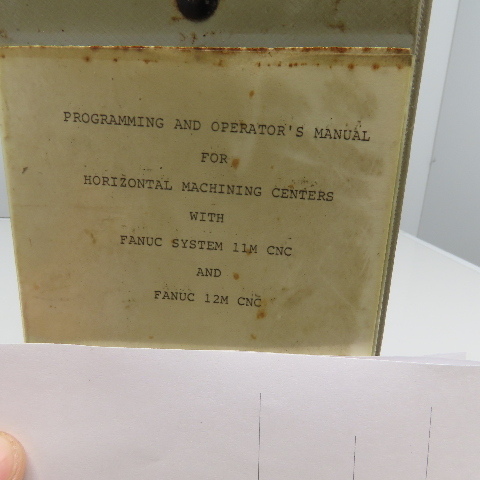 PROGRAMMING AND OPERATOR'S MANUAL
FOR
HORIZONTAL MACHINING CENTERS
WITH
FANUC SYSTEM 11M CNC
AND
FANUC 12M CNC